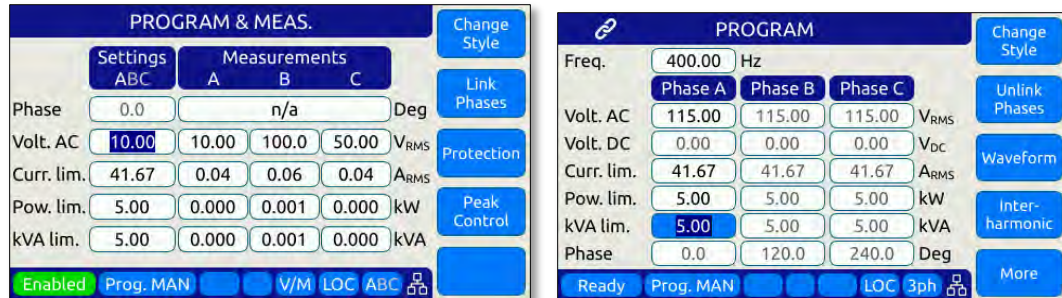 PROGRAM & MEAS.
Change Style
Settings Measurements
ABC A B C
Link Phases
Phase 0.0 n/a Deg
Volt. AC 10.00 10.00 100.0 50.00 VRMS
Protection
Curr. lim. 41.67 0.04 0.06 0.04 ARMS
Pow. lim. 5.00 0.000 0.001 0.000 kW
Peak Control
kVA lim. 5.00 0.000 0.001 0.000 kVA
Enabled Prog. MAN V/M LOC ABC
PROGRAM
Change Style
Freq. 400.00 Hz
Phase A Phase B Phase C
Unlink Phases
Volt. AC 115.00 115.00 115.00 VRMS
Volt. DC 0.00 0.00 0.00 VDC
Waveform
Curr. lim. 41.67 41.67 41.67 ARMS
Pow. lim. 5.00 5.00 5.00 kW
Inter-harmonic
kVA lim. 5.00 5.00 5.00 kVA
Phase 0.0 120.0 240.0 Deg
More
Ready Prog. MAN LOC 3ph